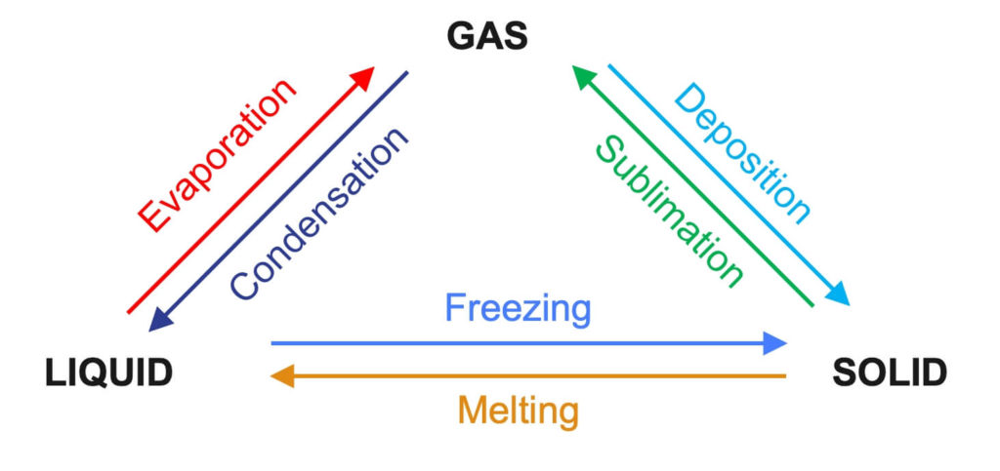 GAS
Evaporation
Condensation
Deposition
Sublimation
Freezing
LIQUID
SOLID
Melting